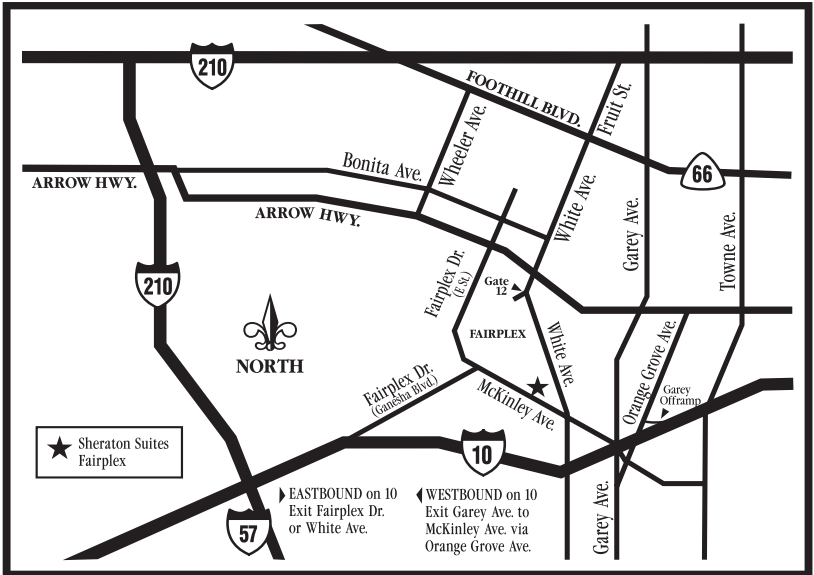 210
FOOTHILL BLVD.
Fruit St.
Wheeler Ave.
Bonita Ave.
66
ARROW HWY.
ARROW HWY.
White Ave.
Garey Ave.
Towne Ave.
210
Fairplex Dr.
(E St.)
Gate
12
NORTH
FAIRPLEX
White Ave.
Orange Grove Ave.
Fairplex Dr.
(Ganesha Blvd.)
McKinley Ave.
Garey
Offramp
Sheraton Suites
Fairplex
10
57
EASTBOUND on 10
Exit Fairplex Dr.
or White Ave.
WESTBOUND on 10
Exit Garey Ave. to
McKinley Ave. via
Orange Grove Ave.
Garey Ave.